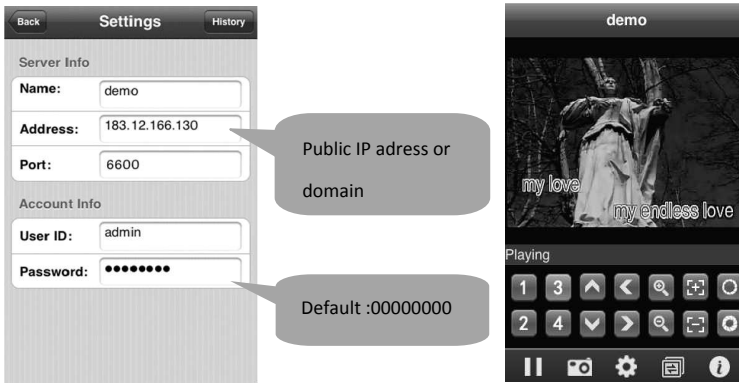 Back Settings History
Server Info
Name: demo
Address: 183.12.166.130
Port: 6600
Account Info
User ID: admin
Password: ●●●●●●●●
Public IP adress or
domain
Default :00000000
demo
my love
my endless love
Playing
1 3
2 4